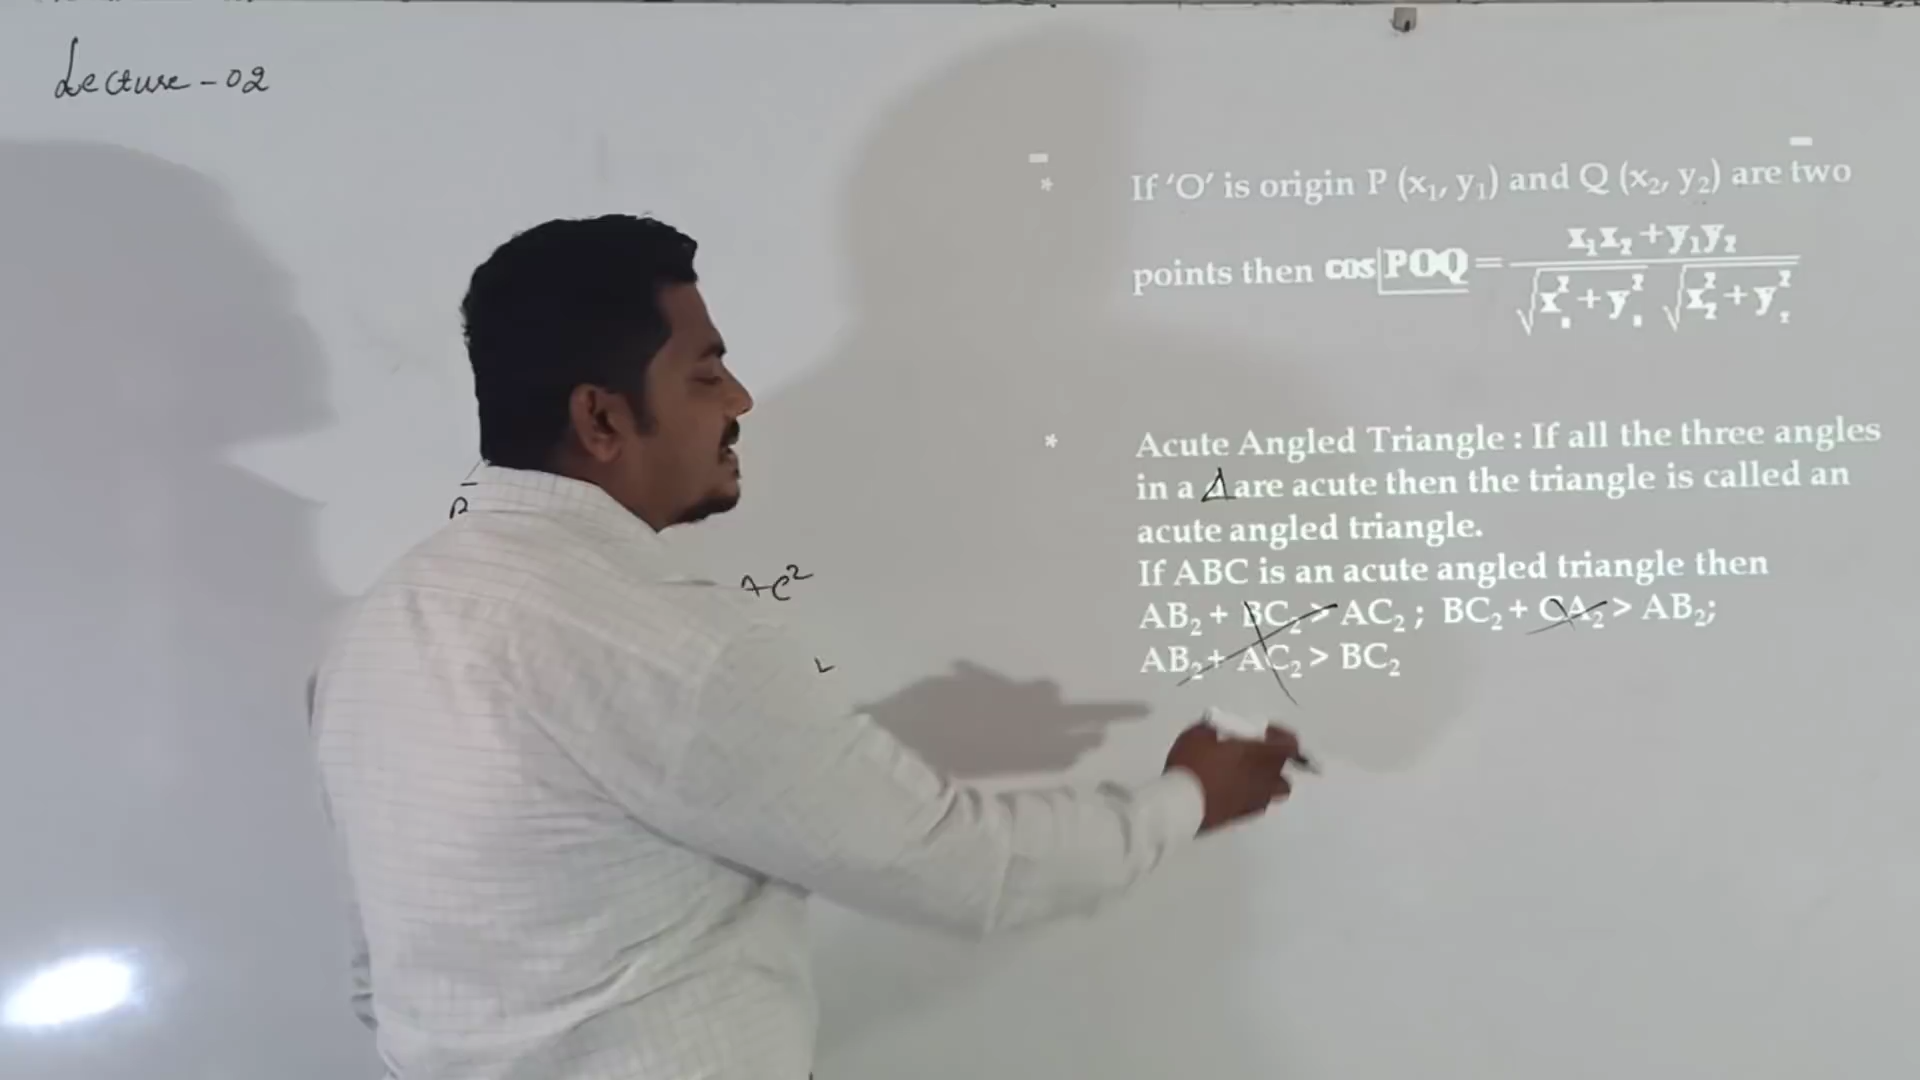 Lecture - 02
* If ‘O’ is origin P (x₁, y₁) and Q (x₂, y₂) are two
points then cos|POQ = x₁x₂ + y₁y₂ / √x₁² + y₁² √x₂² + y₂²
* Acute Angled Triangle : If all the three angles
in a Δ are acute then the triangle is called an
acute angled triangle.
If ABC is an acute angled triangle then
AB₂ + BC₂ > AC₂ ; BC₂ + CA₂ > AB₂;
AB₂ + AC₂ > BC₂
AC²